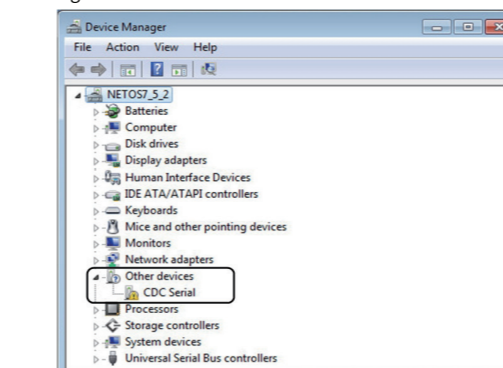 Device Manager
File Action View Help
NETOS7_5_2
Batteries
Computer
Disk drives
Display adapters
Human Interface Devices
IDE ATA/ATAPI controllers
Keyboards
Mice and other pointing devices
Monitors
Network adapters
Other devices
CDC Serial
Processors
Storage controllers
System devices
Universal Serial Bus controllers